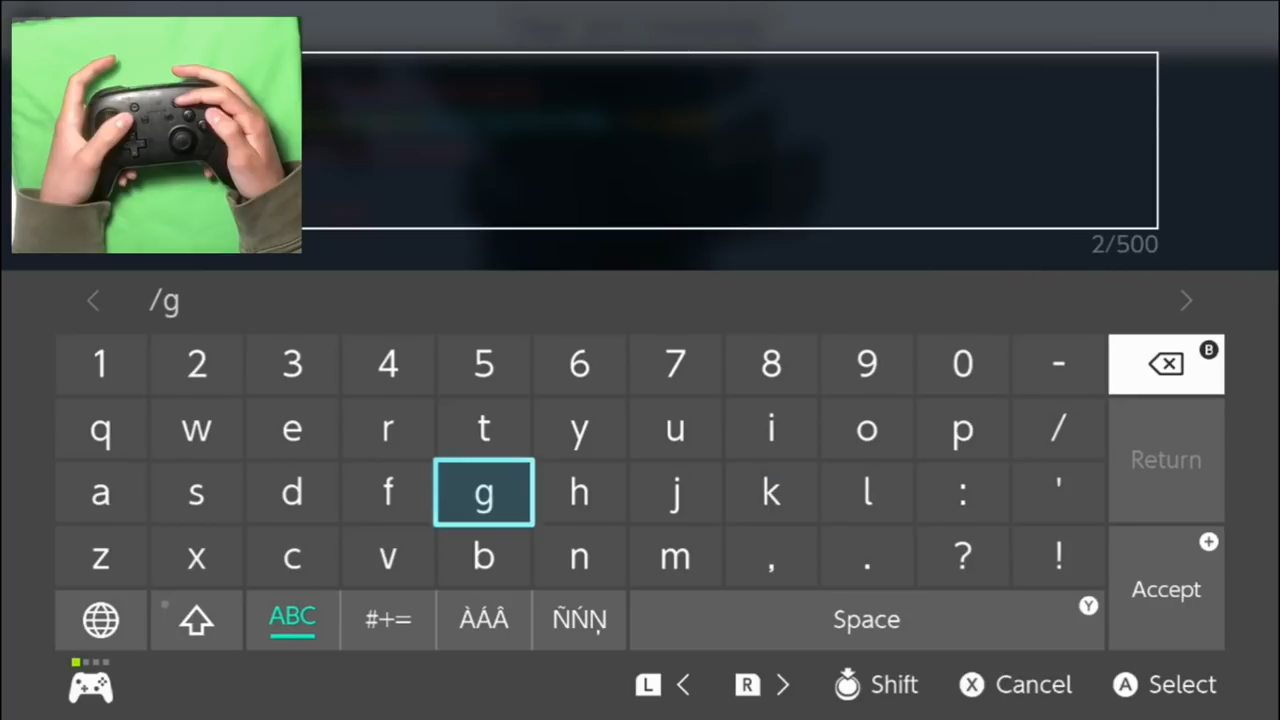 2/500
/g
1 2 3 4 5 6 7 8 9 0 - B
q w e r t y u i o p / Return
a s d f g h j k l : '
z x c v b n m , . ? ! + Accept
ABC #+= ÀÁÂ ÑŃŅ Space Y
L < R > Shift X Cancel A Select